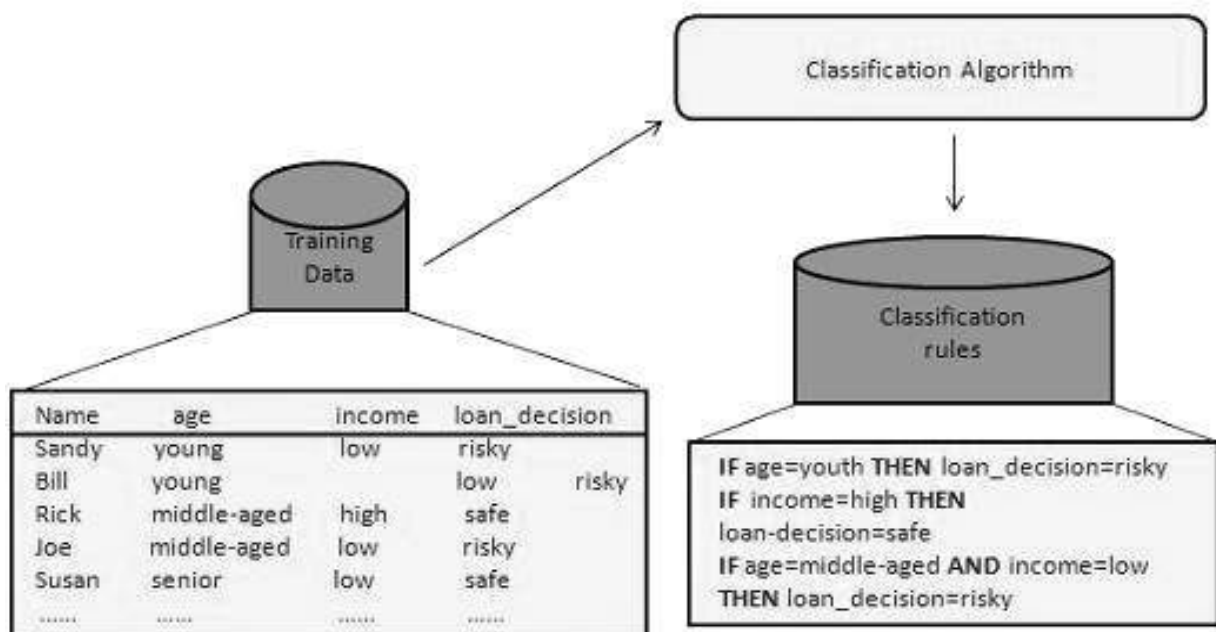 Classification Algorithm
Training
Data
Classification
rules
Name age income loan_decision
Sandy young low risky
Bill young low risky
Rick middle-aged high safe
Joe middle-aged low risky
Susan senior low safe
...... ...... ...... ......
IF age=youth THEN loan_decision=risky
IF income=high THEN
loan-decision=safe
IF age=middle-aged AND income=low
THEN loan_decision=risky